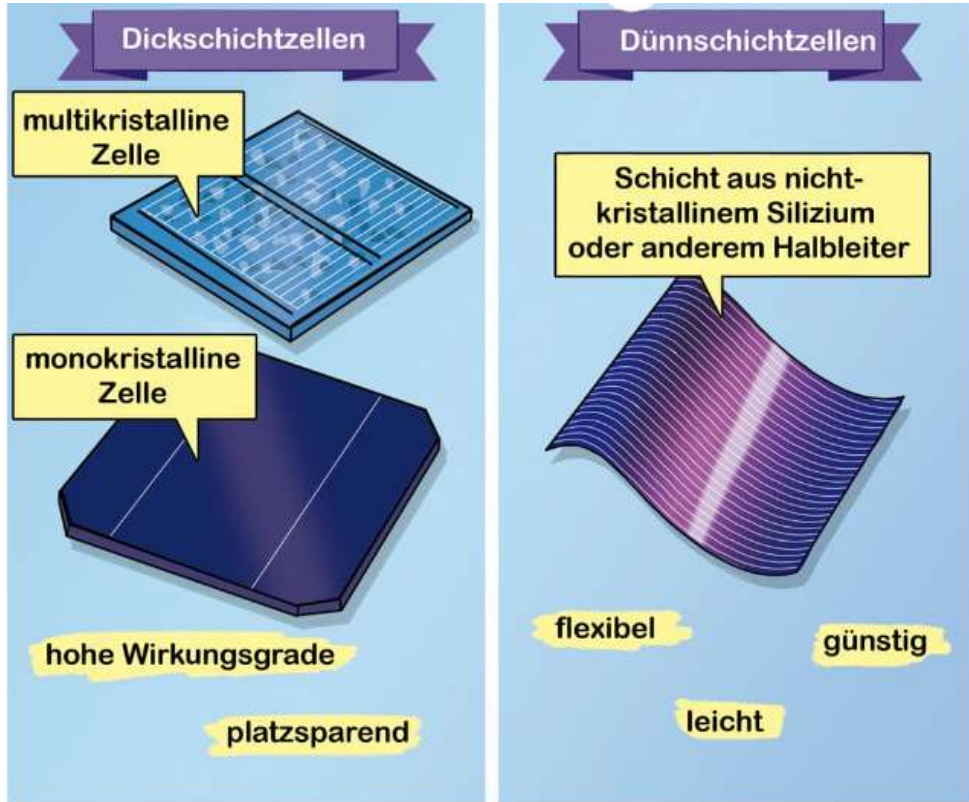 Dickschichtzellen
multikristalline
Zelle
monokristalline
Zelle
hohe Wirkungsgrade
platzsparend
Dünnschichtzellen
Schicht aus nicht-
kristallinem Silizium
oder anderem Halbleiter
flexibel
günstig
leicht